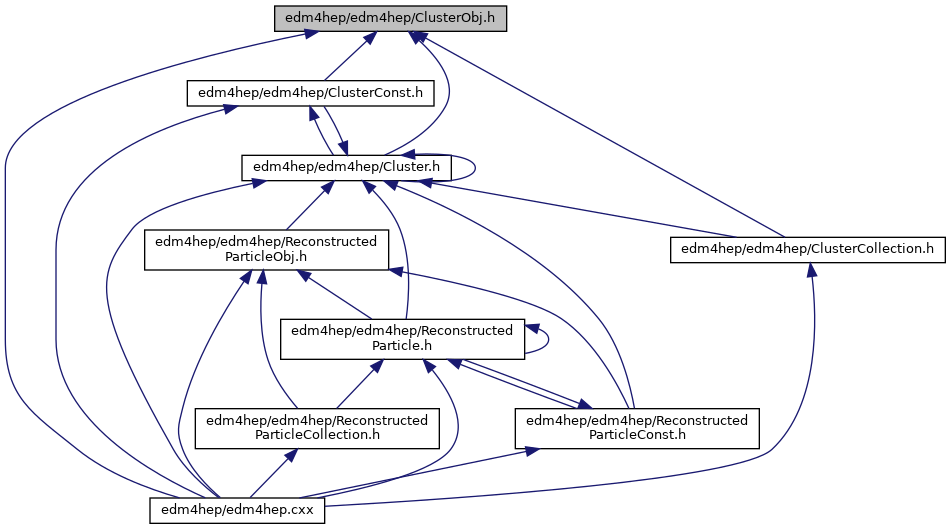 edm4hep/edm4hep/ClusterObj.h
edm4hep/edm4hep/ClusterConst.h
edm4hep/edm4hep/Cluster.h
edm4hep/edm4hep/Reconstructed
ParticleObj.h
edm4hep/edm4hep/ClusterCollection.h
edm4hep/edm4hep/Reconstructed
Particle.h
edm4hep/edm4hep/Reconstructed
ParticleCollection.h
edm4hep/edm4hep/Reconstructed
ParticleConst.h
edm4hep/edm4hep.cxx